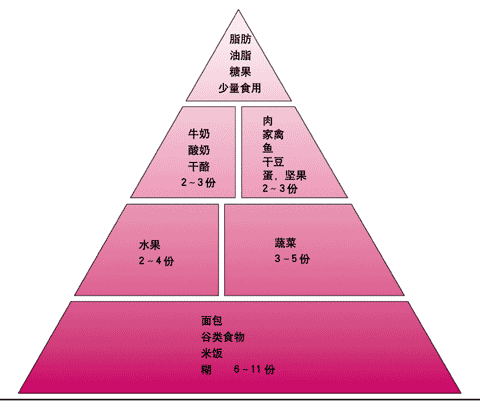 脂肪
油脂
糖果
少量食用
牛奶
酸奶
干酪
2~3份
肉
家禽
鱼
干豆
蛋,坚果
2~3份
水果
2-4份
蔬菜
3-5份
面包
谷类食物
米饭
糊 6-11份